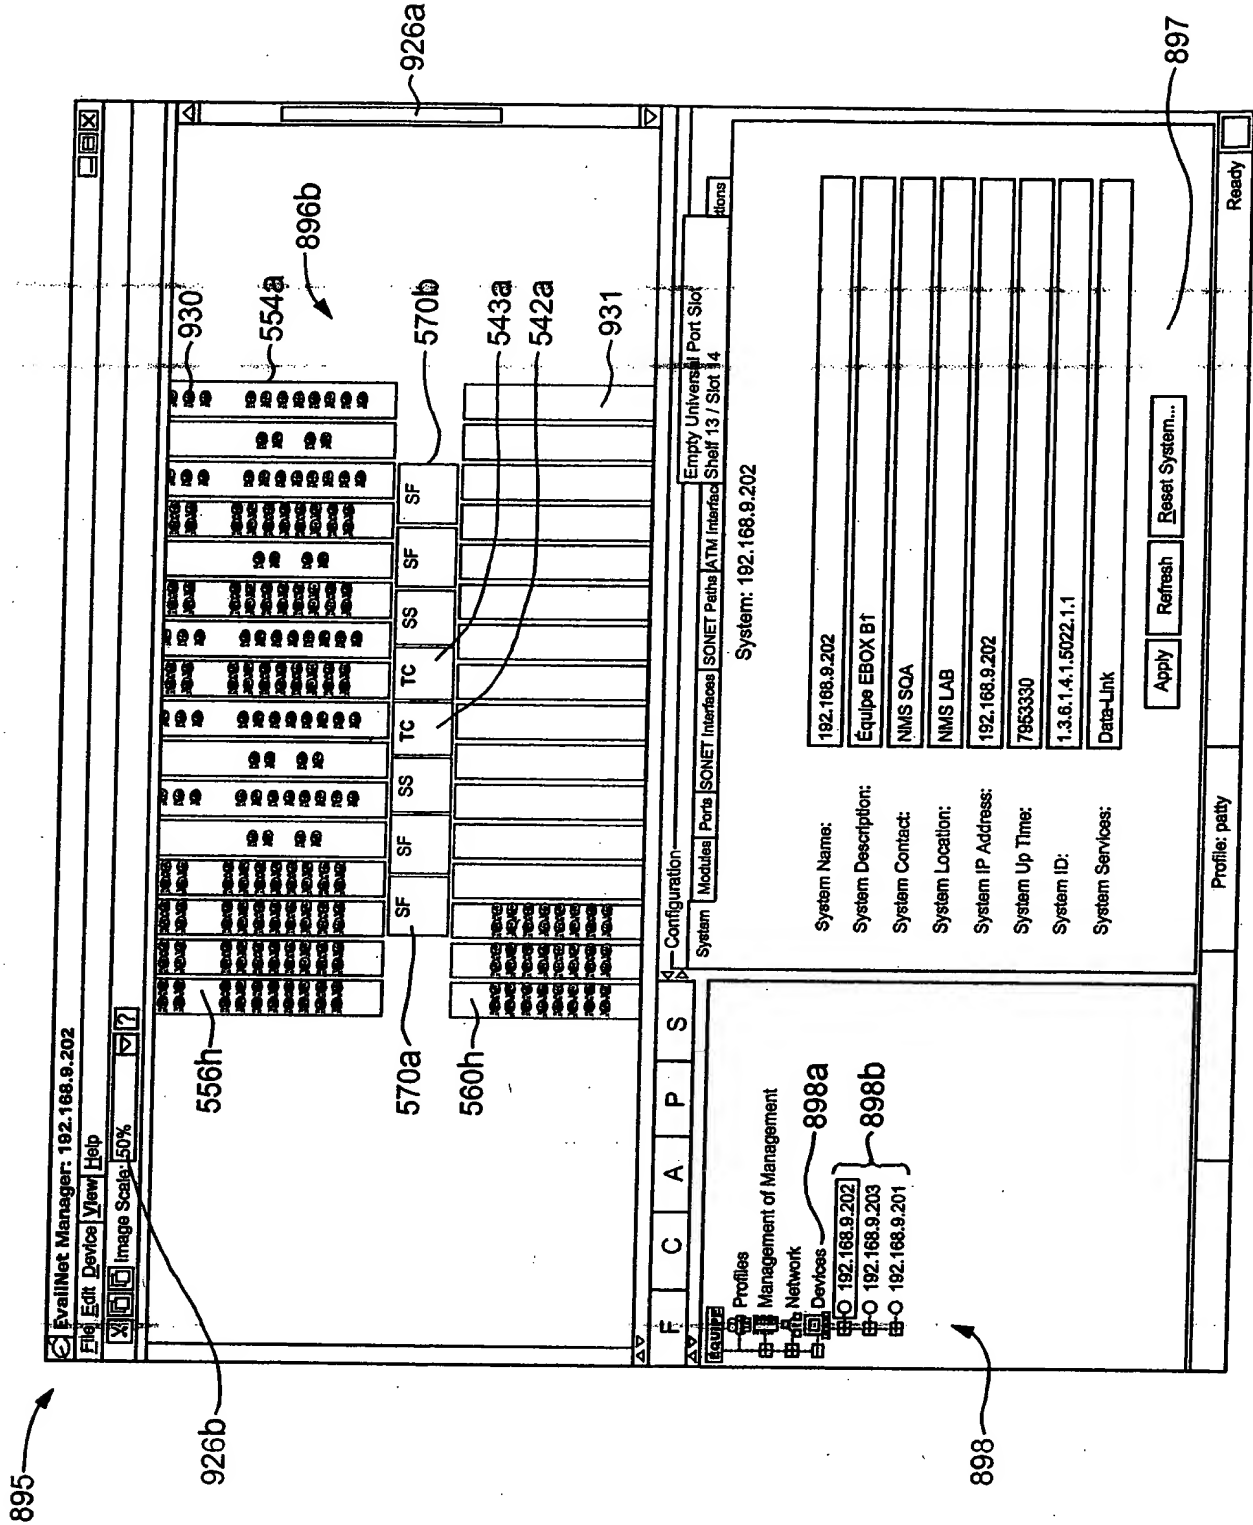 895
EvailNet Manager: 192.168.9.202
File Edit Device View Help
Image Scale: 50%
?
926b
926a
930
554a
896b
556h
SF SF SS TC TC SS SF SF
570a
570b
543a
542a
560h
931
F C A P S
Configuration
System Modules Ports SONET Interfaces SONET Paths ATM Interfac
tions
Empty Universal Port Slot
Shelf 13 / Slot 14
EQUIPE
Profiles
Management of Management
Network
Devices
192.168.9.202
192.168.9.203
192.168.9.201
898a
898b
898
System: 192.168.9.202
System Name: 192.168.9.202
System Description: Equipe EBOX B1
System Contact: NMS SQA
System Location: NMS LAB
System IP Address: 192.168.9.202
System Up Time: 7953330
System ID: 1.3.6.1.4.1.5022.1.1
System Services: Data-Link
Apply Refresh Reset System...
897
Profile: patty
Ready